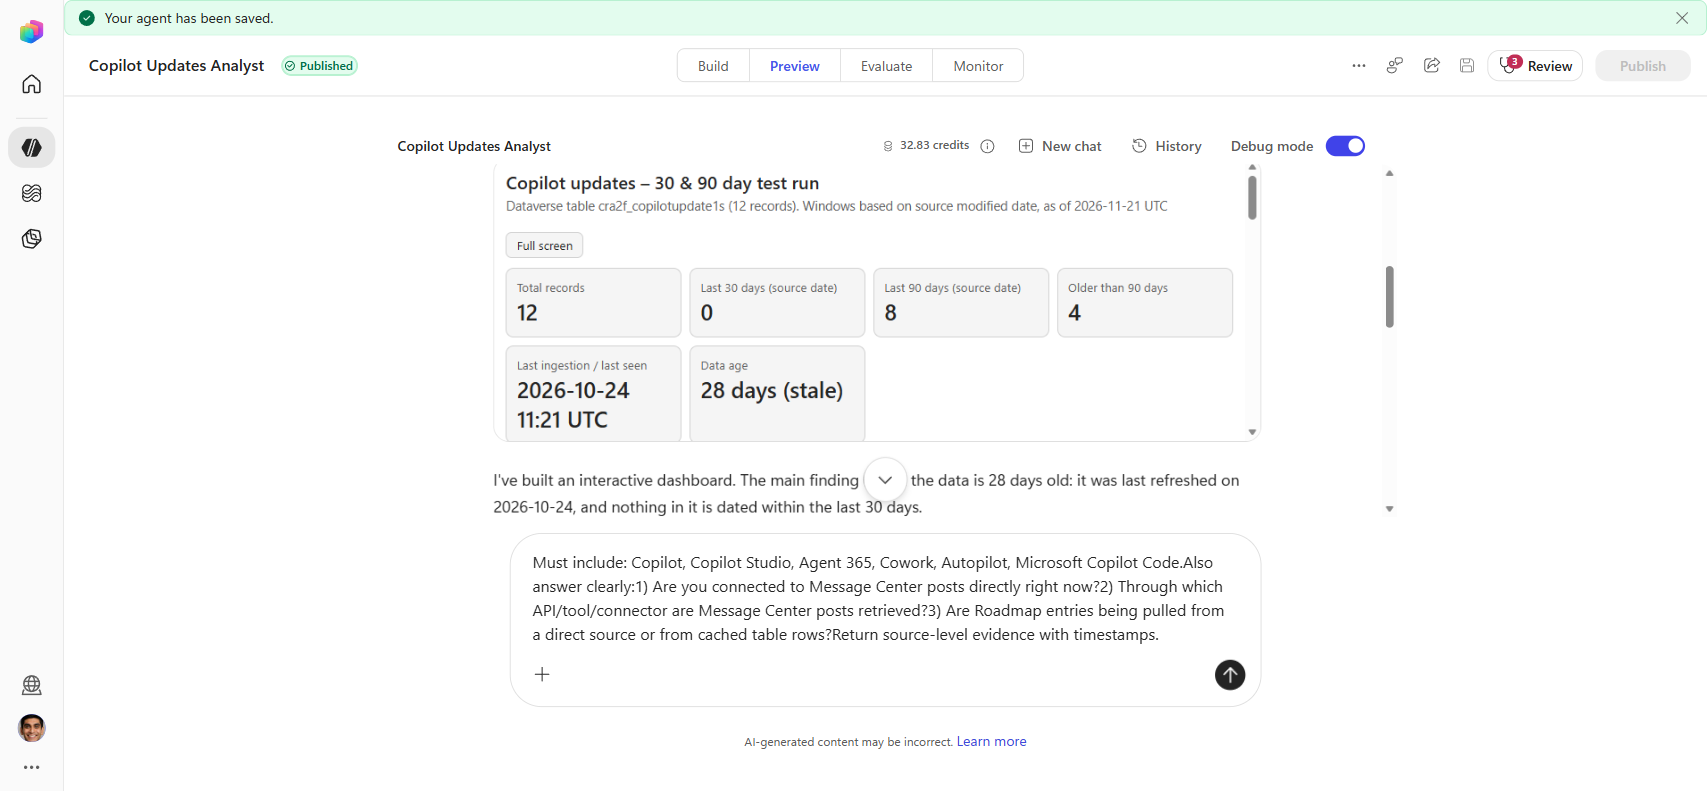 Your agent has been saved.
Copilot Updates Analyst
Published
Build
Preview
Evaluate
Monitor
3
Review
Publish
Copilot Updates Analyst
32.83 credits
New chat
History
Debug mode
Copilot updates – 30 & 90 day test run
Dataverse table cra2f_copilotupdate1s (12 records). Windows based on source modified date, as of 2026-11-21 UTC
Full screen
Total records
12
Last 30 days (source date)
0
Last 90 days (source date)
8
Older than 90 days
4
Last ingestion / last seen
2026-10-24
11:21 UTC
Data age
28 days (stale)
I've built an interactive dashboard. The main finding the data is 28 days old: it was last refreshed on
2026-10-24, and nothing in it is dated within the last 30 days.
Must include: Copilot, Copilot Studio, Agent 365, Cowork, Autopilot, Microsoft Copilot Code.Also
answer clearly:1) Are you connected to Message Center posts directly right now?2) Through which
API/tool/connector are Message Center posts retrieved?3) Are Roadmap entries being pulled from
a direct source or from cached table rows?Return source-level evidence with timestamps.
AI-generated content may be incorrect. Learn more